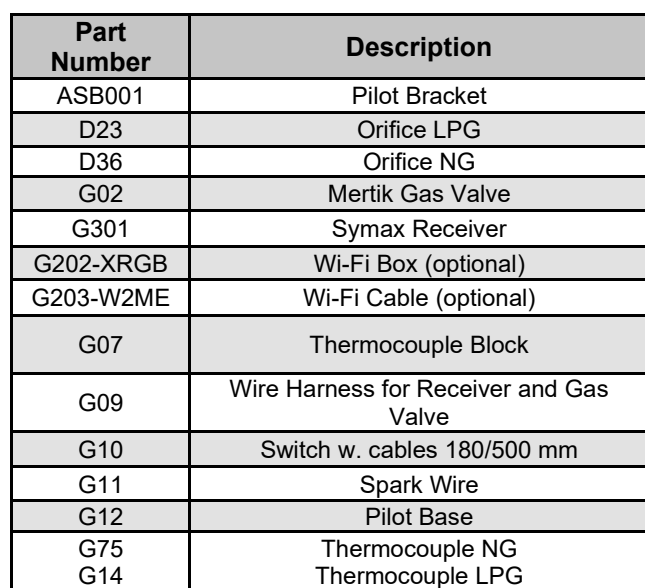 Part Number Description
ASB001 Pilot Bracket
D23 Orifice LPG
D36 Orifice NG
G02 Mertik Gas Valve
G301 Symax Receiver
G202-XRGB Wi-Fi Box (optional)
G203-W2ME Wi-Fi Cable (optional)
G07 Thermocouple Block
G09 Wire Harness for Receiver and Gas Valve
G10 Switch w. cables 180/500 mm
G11 Spark Wire
G12 Pilot Base
G75 Thermocouple NG
G14 Thermocouple LPG